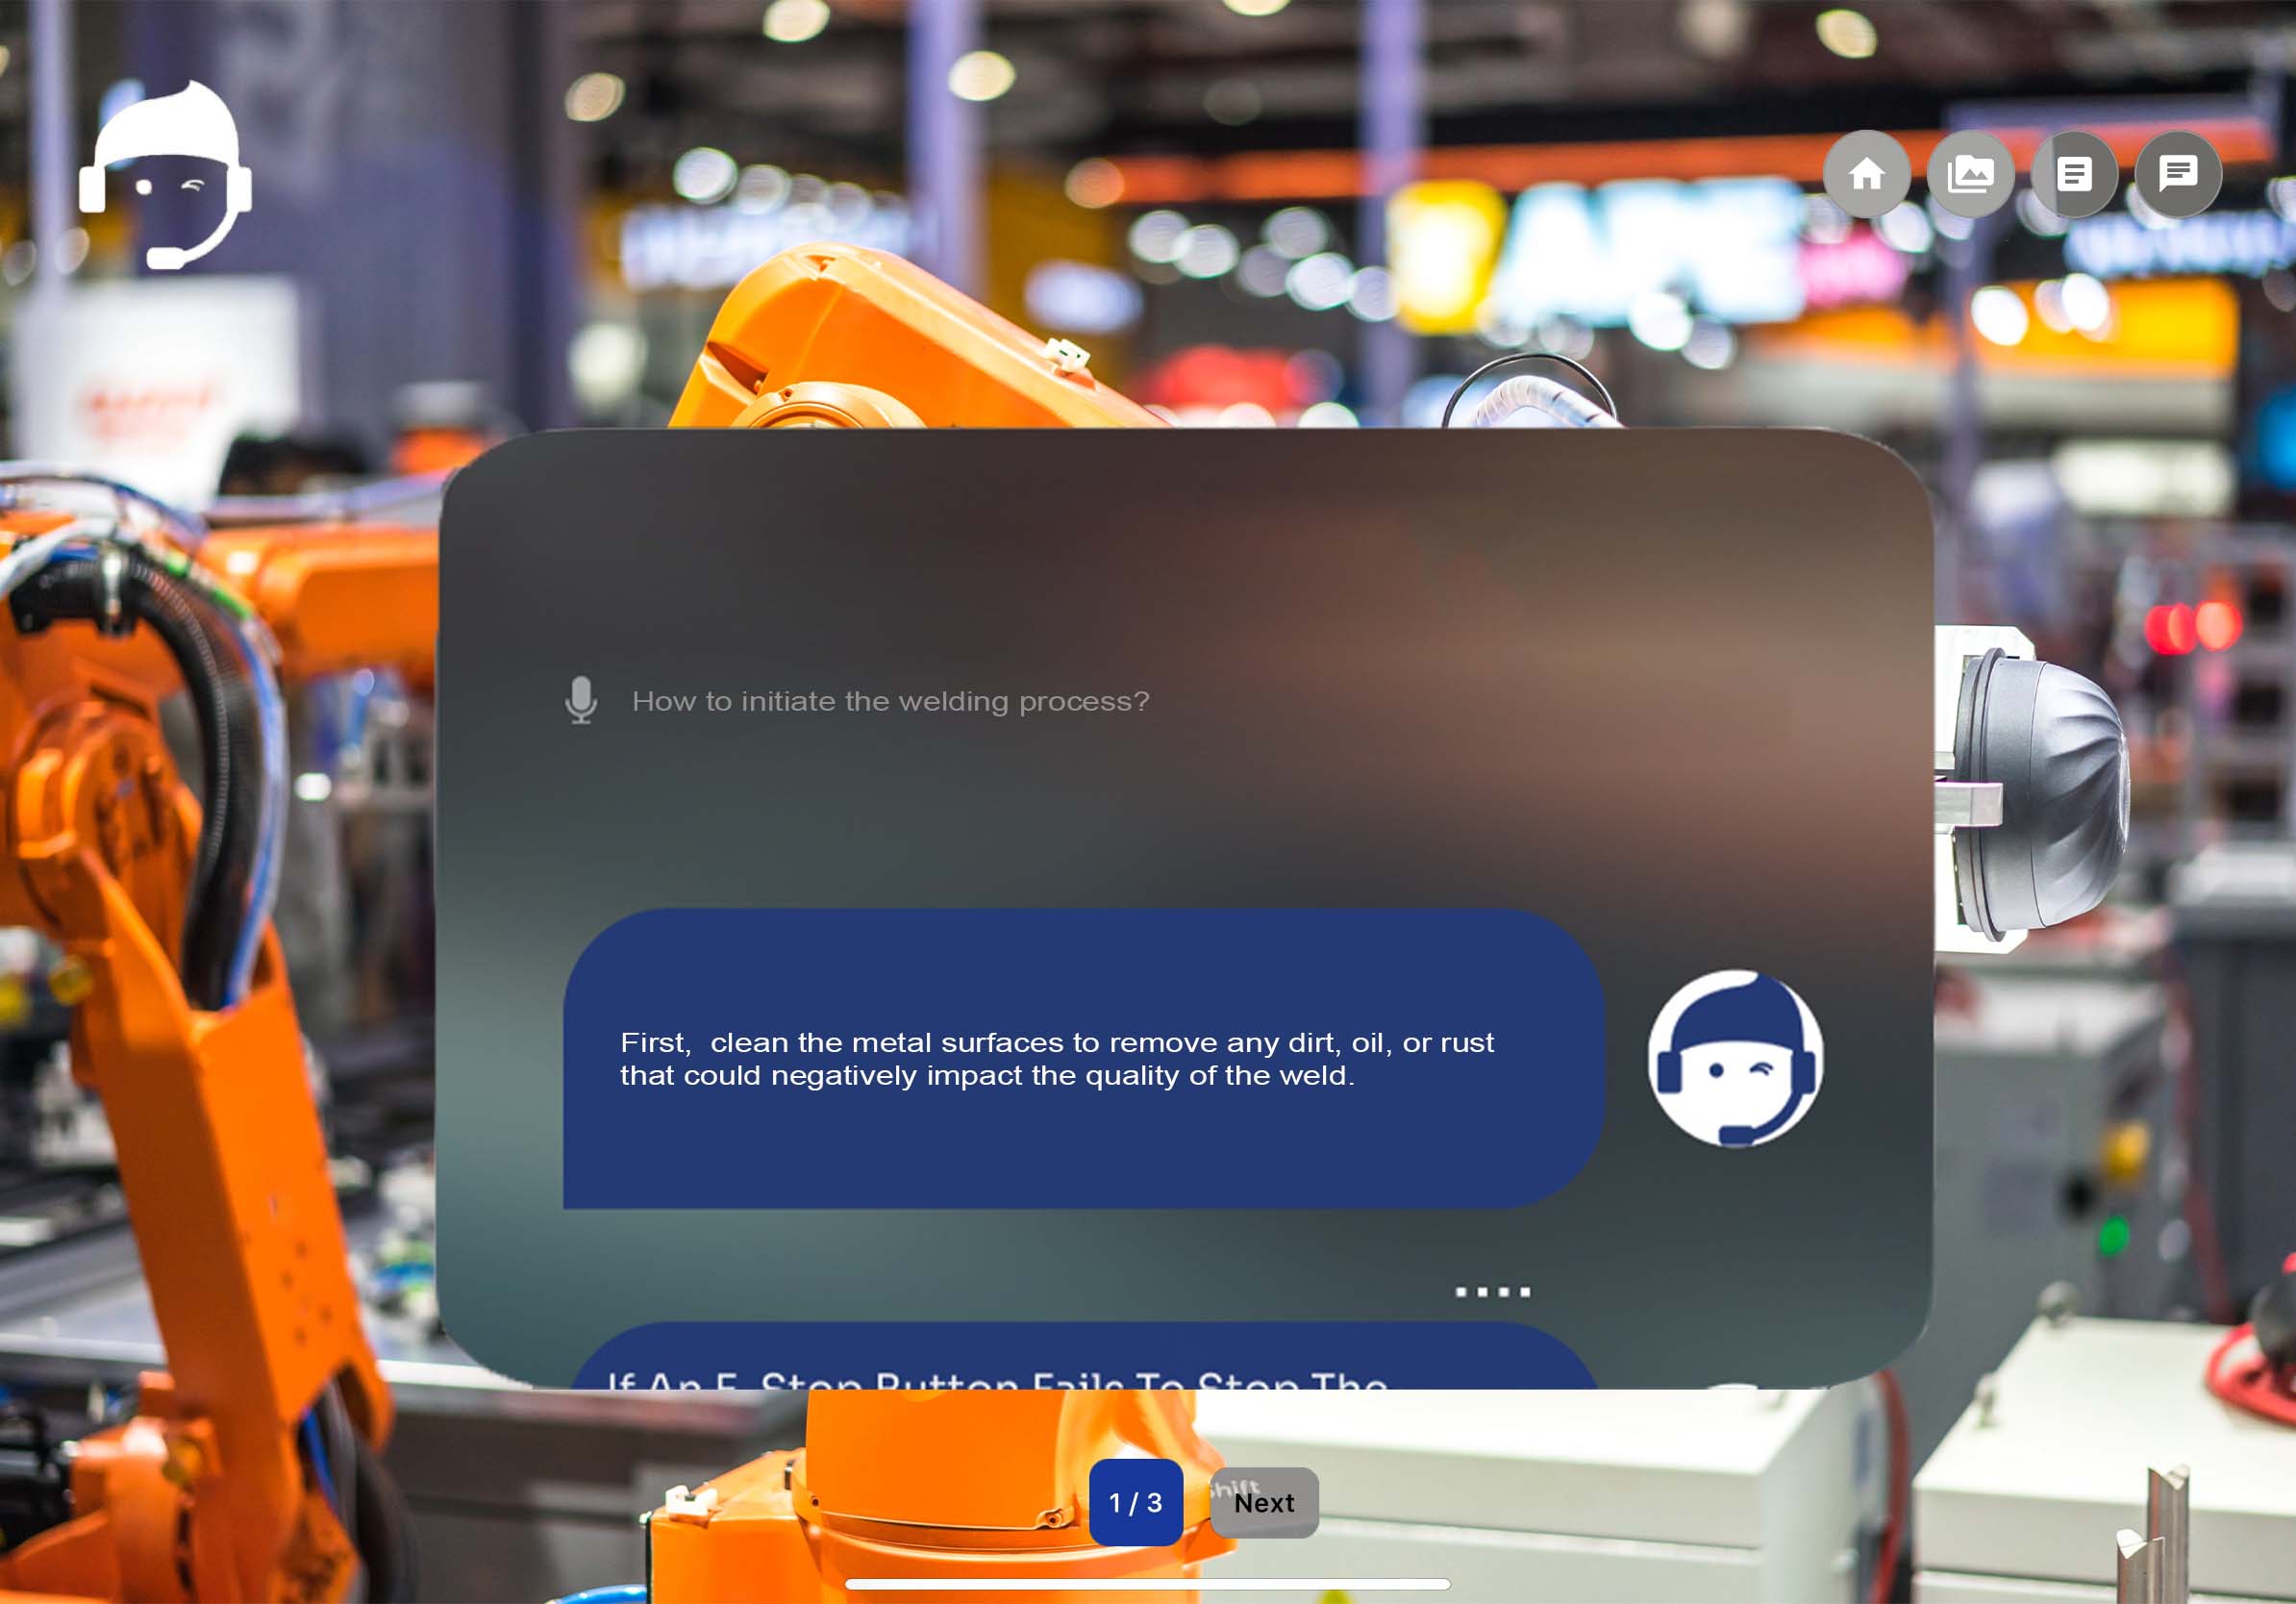 How to initiate the welding process?
First,  clean the metal surfaces to remove any dirt, oil, or rust
that could negatively impact the quality of the weld.
If An E-Stop Button Fails To Stop The
1 / 3
Next